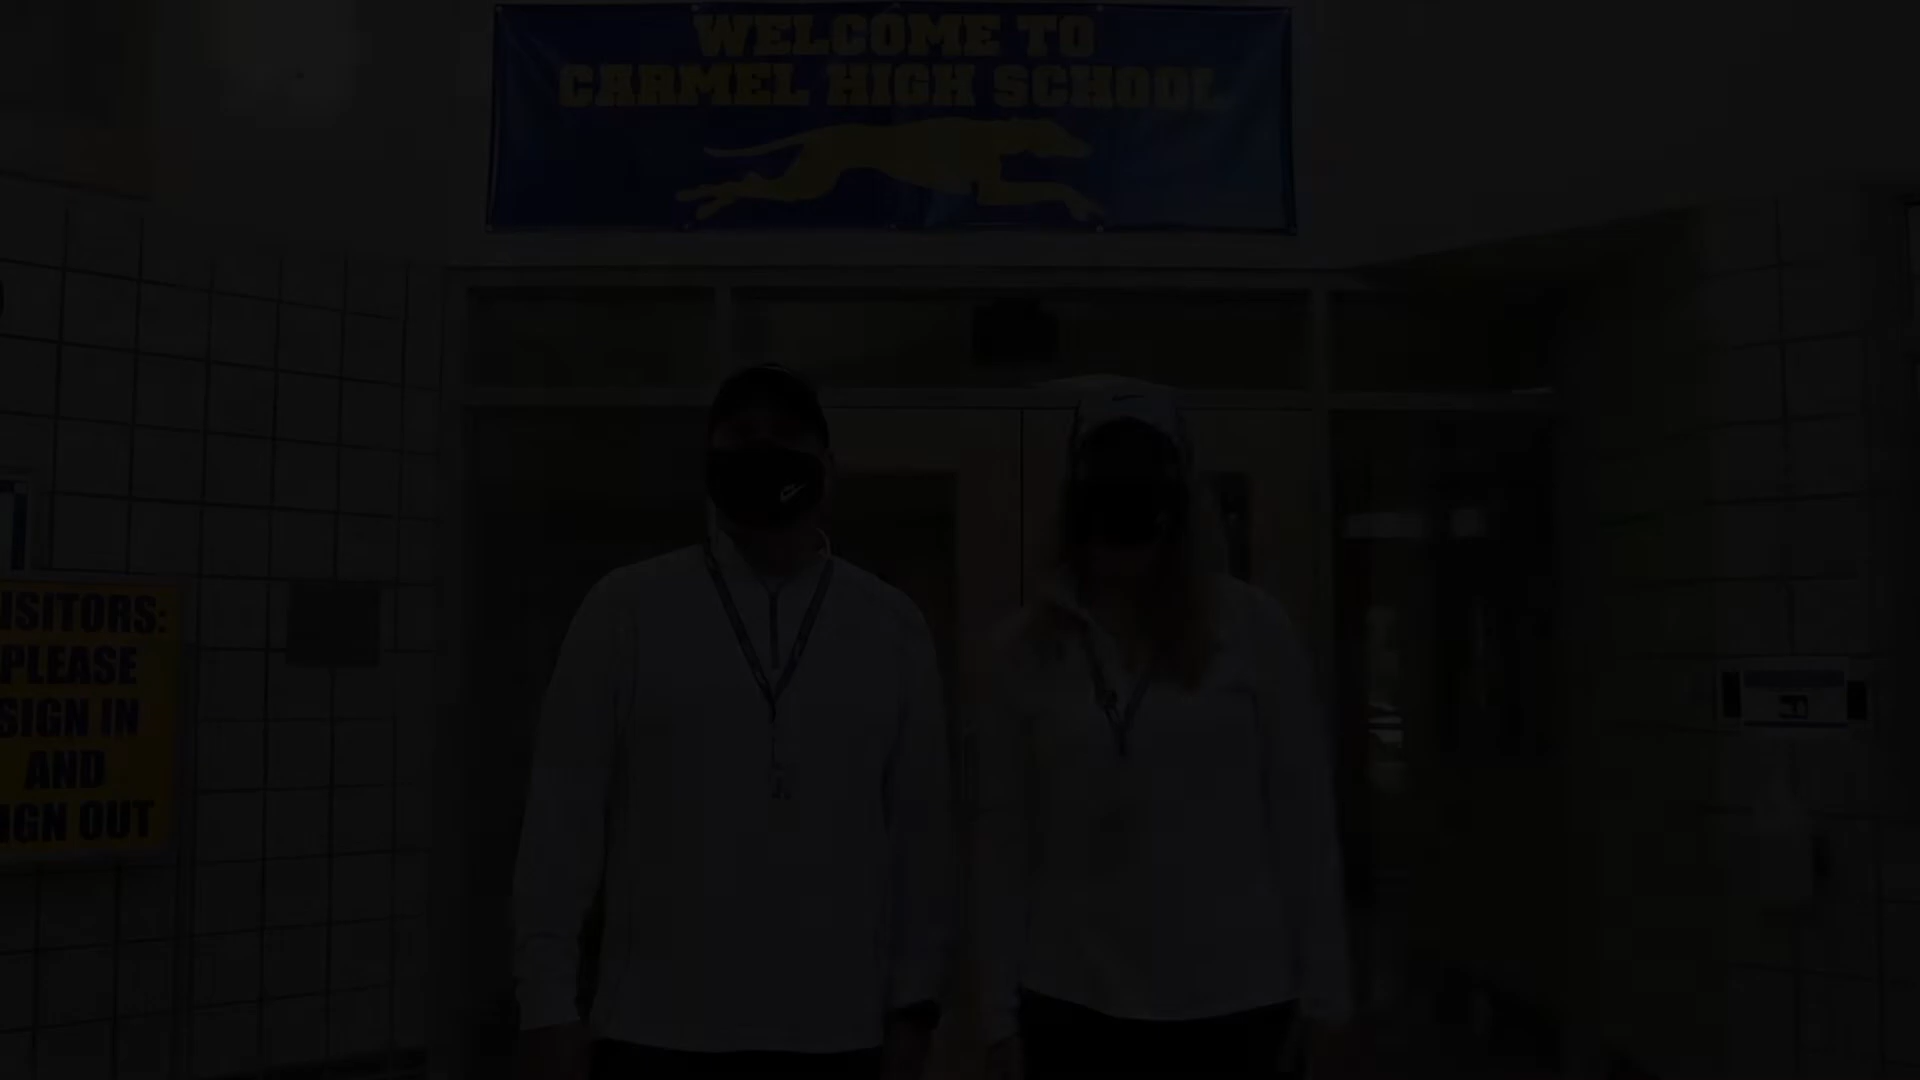 WELCOME TO
CARMEL HIGH SCHOOL
ISITORS:
PLEASE
SIGN IN
AND
IGN OUT